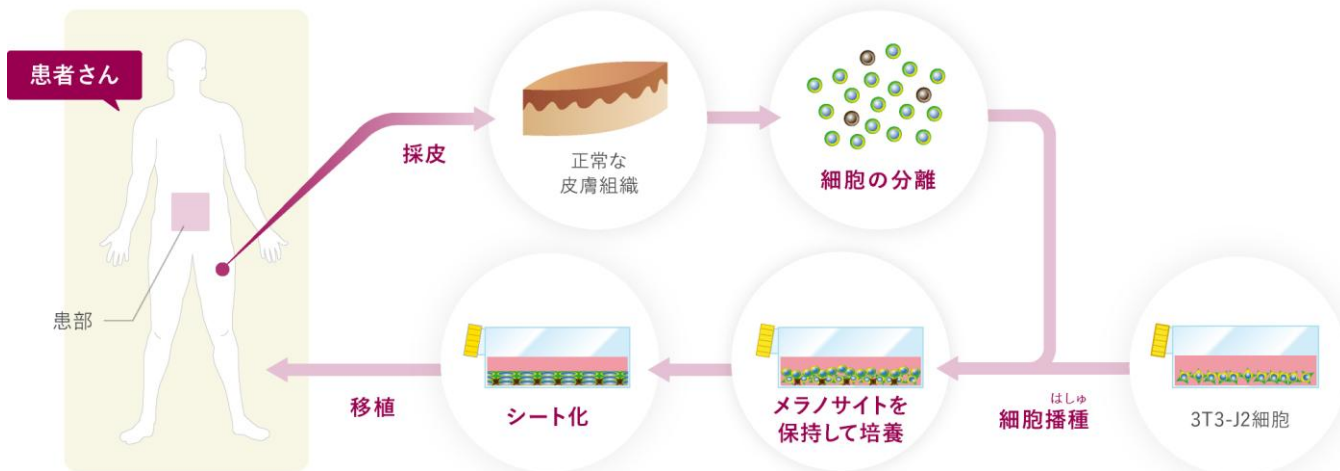 患者さん
患部
採皮
正常な
皮膚組織
細胞の分離
はしゅ
細胞播種
3T3-J2細胞
メラノサイトを
保持して培養
シート化
移植